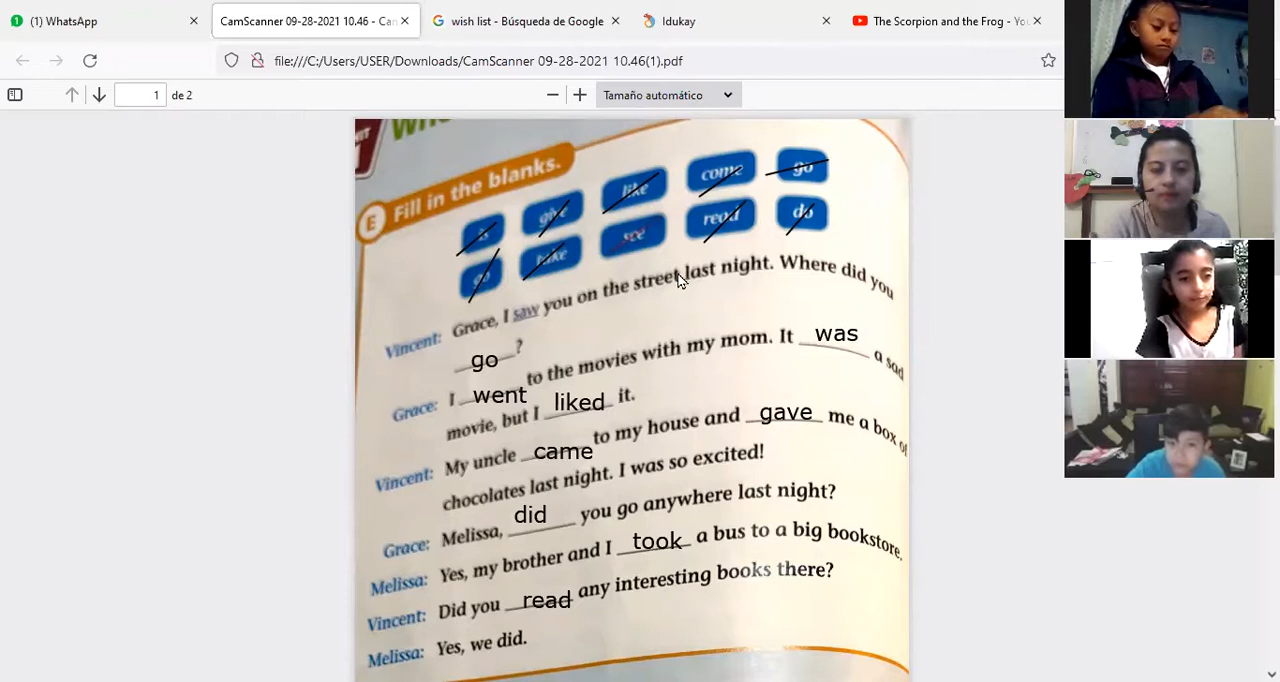 (1) WhatsApp
CamScanner 09-28-2021 10.46 - Can
wish list - Búsqueda de Google
Idukay
The Scorpion and the Frog - You
file:///C:/Users/USER/Downloads/CamScanner 09-28-2021 10.46(1).pdf
1 de 2
Tamaño automático
E Fill in the blanks.
is give like come go
go take see read do
Vincent: Grace, I saw you on the street last night. Where did you
go ?
Grace: I went to the movies with my mom. It was a sad
movie, but I liked it.
Vincent: My uncle came to my house and gave me a box of
chocolates last night. I was so excited!
Grace: Melissa, did you go anywhere last night?
Melissa: Yes, my brother and I took a bus to a big bookstore.
Vincent: Did you read any interesting books there?
Melissa: Yes, we did.